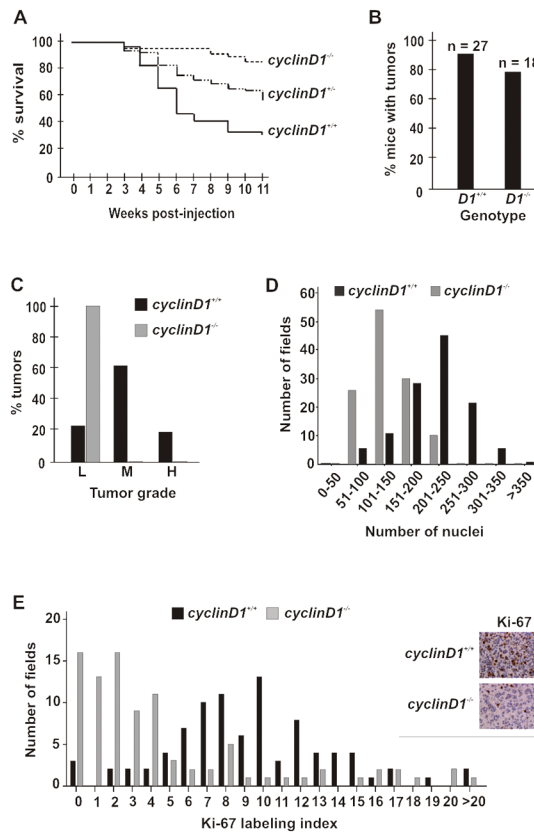 A
% survival
100
80
60
40
20
0
cyclinD1-/-
cyclinD1+/-
cyclinD1+/+
0 1 2 3 4 5 6 7 8 9 10 11
Weeks post-injection
B
% mice with tumors
100
80
60
40
20
0
n = 27
n = 18
D1+/+
D1-/-
Genotype
C
% tumors
100
80
60
40
20
0
cyclinD1+/+
cyclinD1-/-
L M H
Tumor grade
D
cyclinD1+/+ cyclinD1-/-
Number of fields
60
50
40
30
20
10
0
0-50
51-100
101-150
151-200
201-250
251-300
301-350
>350
Number of nuclei
E
cyclinD1+/+ cyclinD1-/-
Number of fields
20
15
10
5
0
0 1 2 3 4 5 6 7 8 9 10 11 12 13 14 15 16 17 18 19 20 >20
Ki-67 labeling index
Ki-67
cyclinD1+/+
cyclinD1-/-